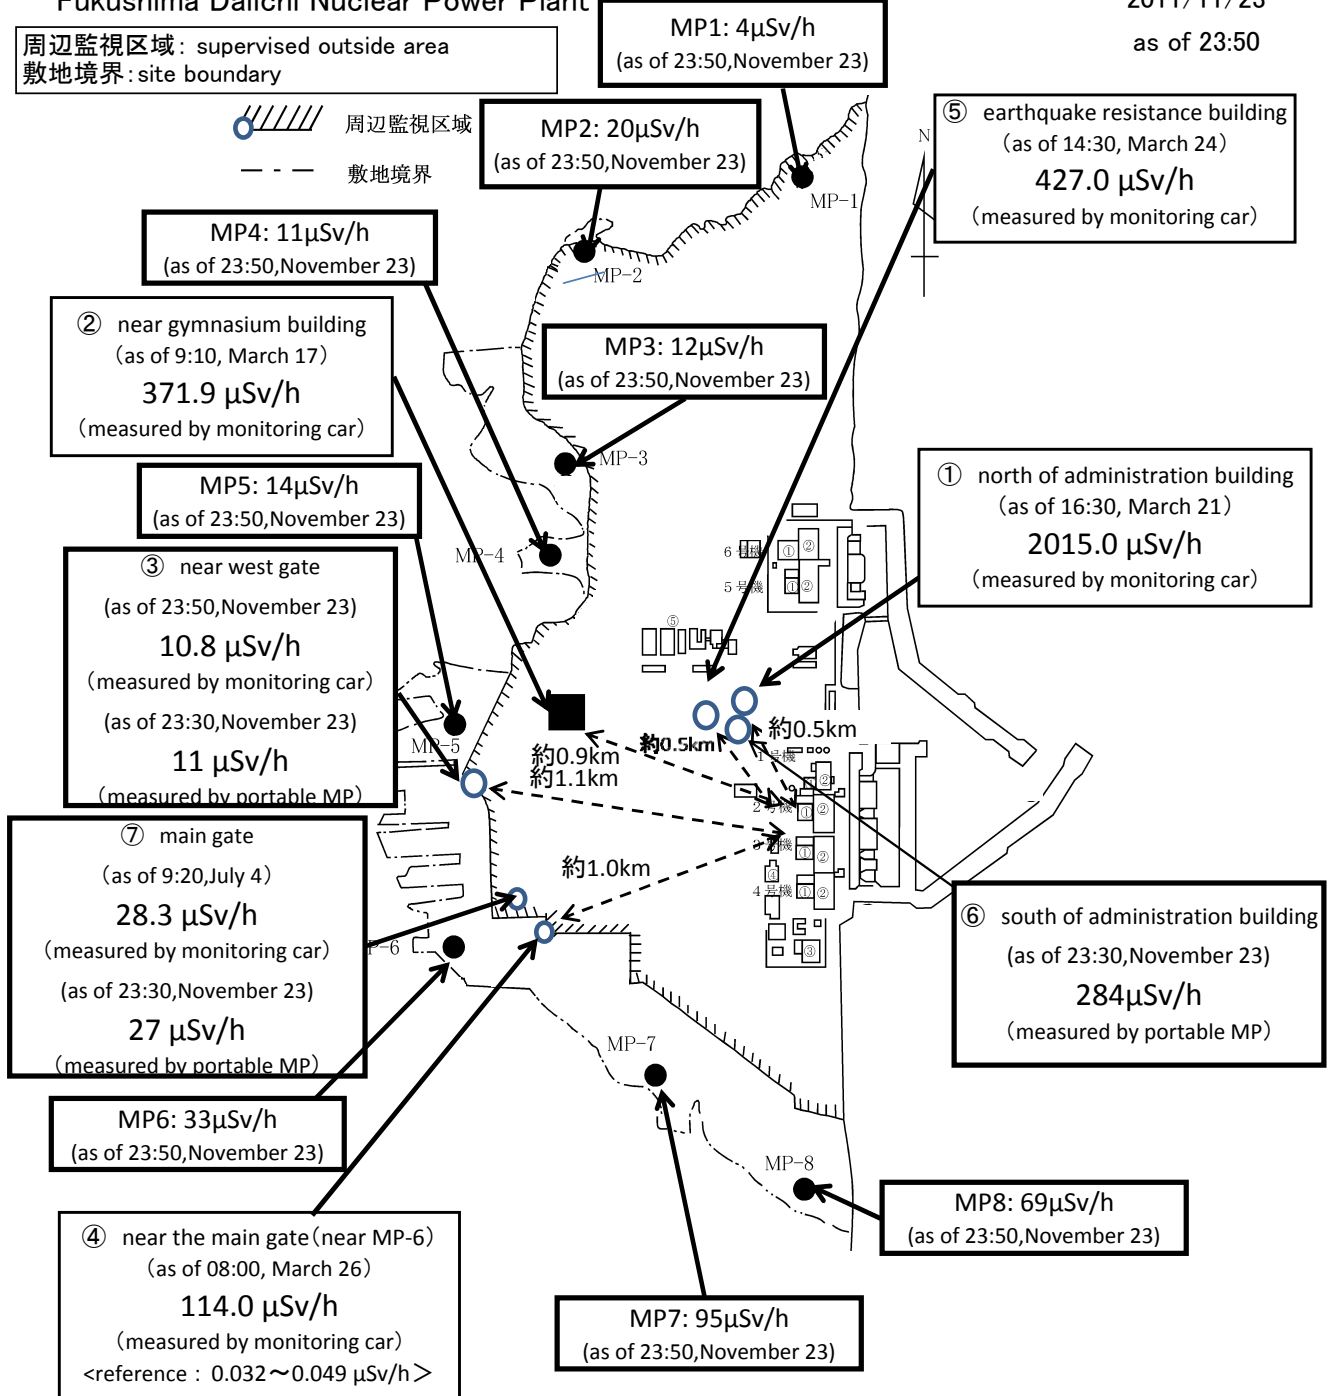 Fukushima Daiichi Nuclear Power Plant
2011/11/23
as of 23:50
周辺監視区域: supervised outside area
敷地境界:site boundary
周辺監視区域
敷地境界
MP1: 4μSv/h
(as of 23:50,November 23)
MP2: 20μSv/h
(as of 23:50,November 23)
⑤ earthquake resistance building
(as of 14:30, March 24)
427.0 μSv/h
(measured by monitoring car)
N
MP-1
MP4: 11μSv/h
(as of 23:50,November 23)
MP-2
② near gymnasium building
(as of 9:10, March 17)
371.9 μSv/h
(measured by monitoring car)
MP3: 12μSv/h
(as of 23:50,November 23)
MP-3
① north of administration building
(as of 16:30, March 21)
2015.0 μSv/h
(measured by monitoring car)
MP5: 14μSv/h
(as of 23:50,November 23)
MP-4
③ near west gate
(as of 23:50,November 23)
10.8 μSv/h
(measured by monitoring car)
(as of 23:30,November 23)
11 μSv/h
(measured by portable MP)
6号機
① ②
5号機
① ②
⑤
MP-5
約0.9km
約1.1km
約0.5km
約0.5km
1号機
②
2号機
① ②
3号機
① ②
約1.0km
④
4号機
① ②
③
⑦ main gate
(as of 9:20,July 4)
28.3 μSv/h
(measured by monitoring car)
(as of 23:30,November 23)
27 μSv/h
(measured by portable MP)
P-6
⑥ south of administration building
(as of 23:30,November 23)
284μSv/h
(measured by portable MP)
MP-7
MP6: 33μSv/h
(as of 23:50,November 23)
MP-8
MP8: 69μSv/h
(as of 23:50,November 23)
④ near the main gate(near MP-6)
(as of 08:00, March 26)
114.0 μSv/h
(measured by monitoring car)
<reference : 0.032~0.049 μSv/h>
MP7: 95μSv/h
(as of 23:50,November 23)